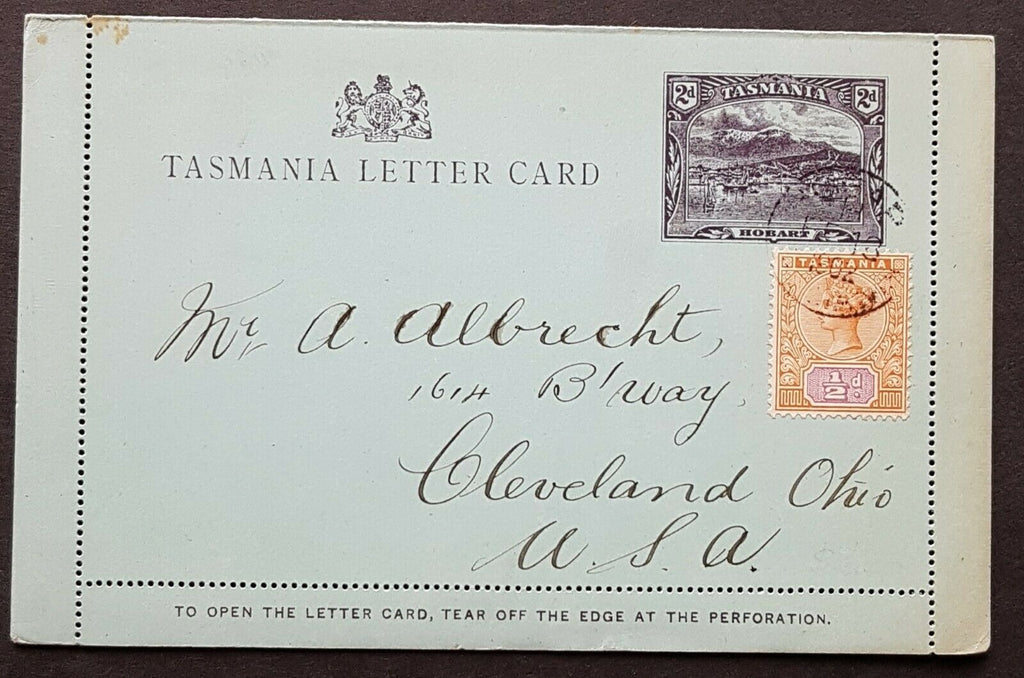 2d TASMANIA 2d
TASMANIA LETTER CARD
HOBART
TASMANIA
½d
Mr. A. Albrecht,
1614 B'way,
Cleveland Ohio
U. S. A.
TO OPEN THE LETTER CARD, TEAR OFF THE EDGE AT THE PERFORATION.